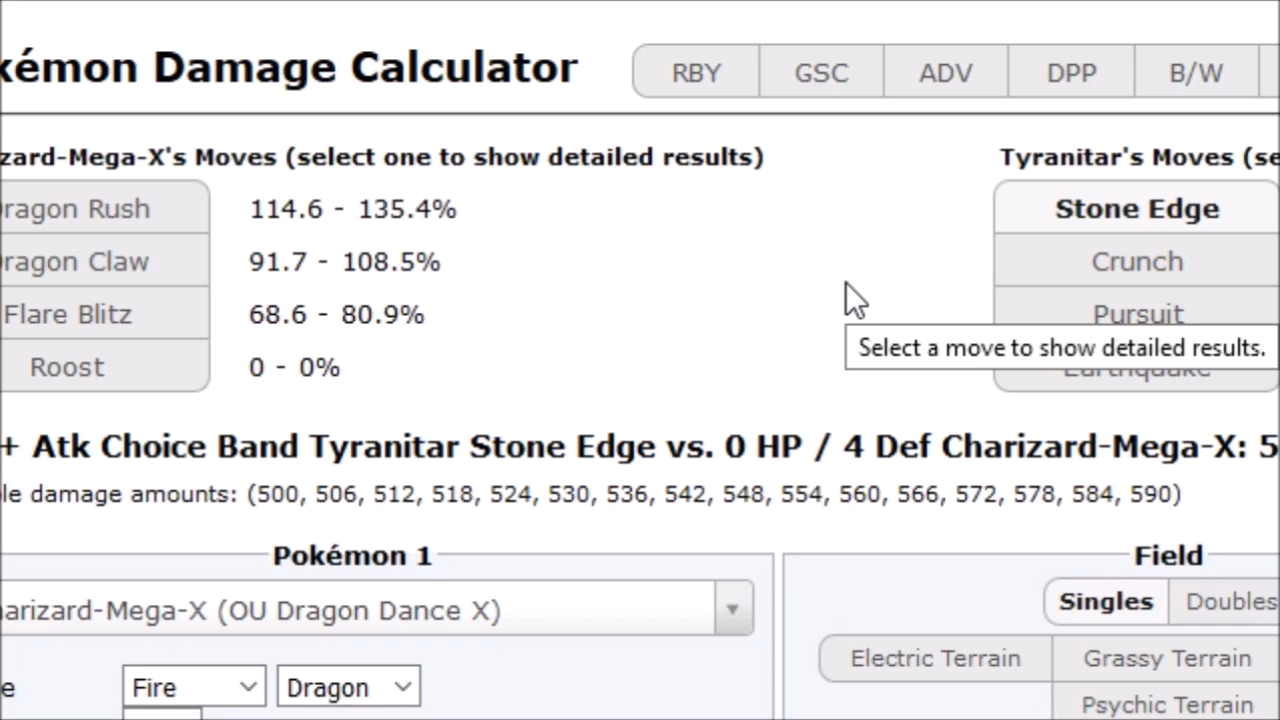 kémon Damage Calculator
RBY GSC ADV DPP B/W
zard-Mega-X's Moves (select one to show detailed results)
Tyranitar's Moves (se
ragon Rush 114.6 - 135.4% Stone Edge
ragon Claw 91.7 - 108.5% Crunch
Flare Blitz 68.6 - 80.9% Pursuit
Select a move to show detailed results.
Roost 0 - 0% Earthquake
+ Atk Choice Band Tyranitar Stone Edge vs. 0 HP / 4 Def Charizard-Mega-X: 5
le damage amounts: (500, 506, 512, 518, 524, 530, 536, 542, 548, 554, 560, 566, 572, 578, 584, 590)
Pokémon 1
Field
arizard-Mega-X (OU Dragon Dance X)
Singles Doubles
Electric Terrain Grassy Terrain
e Fire Dragon
Psychic Terrain